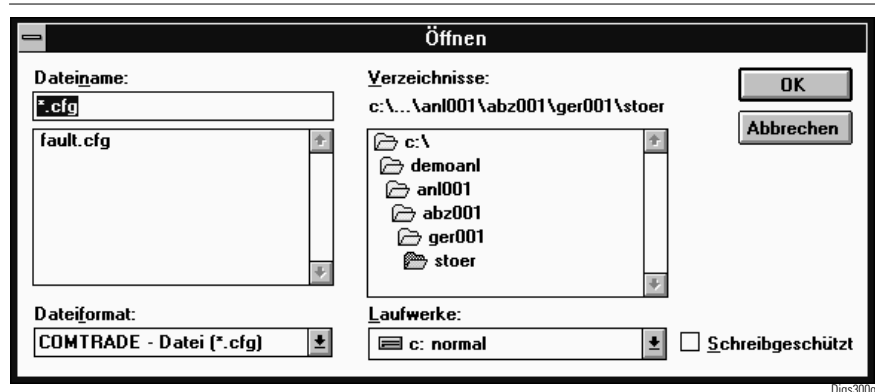 Öffnen
Dateiname:
*.cfg
fault.cfg
Dateiformat:
COMTRADE - Datei (*.cfg)
Verzeichnisse:
c:\...\anl001\abz001\ger001\stoer
c:\
demoanl
anl001
abz001
ger001
stoer
Laufwerke:
c: normal
OK
Abbrechen
Schreibgeschützt